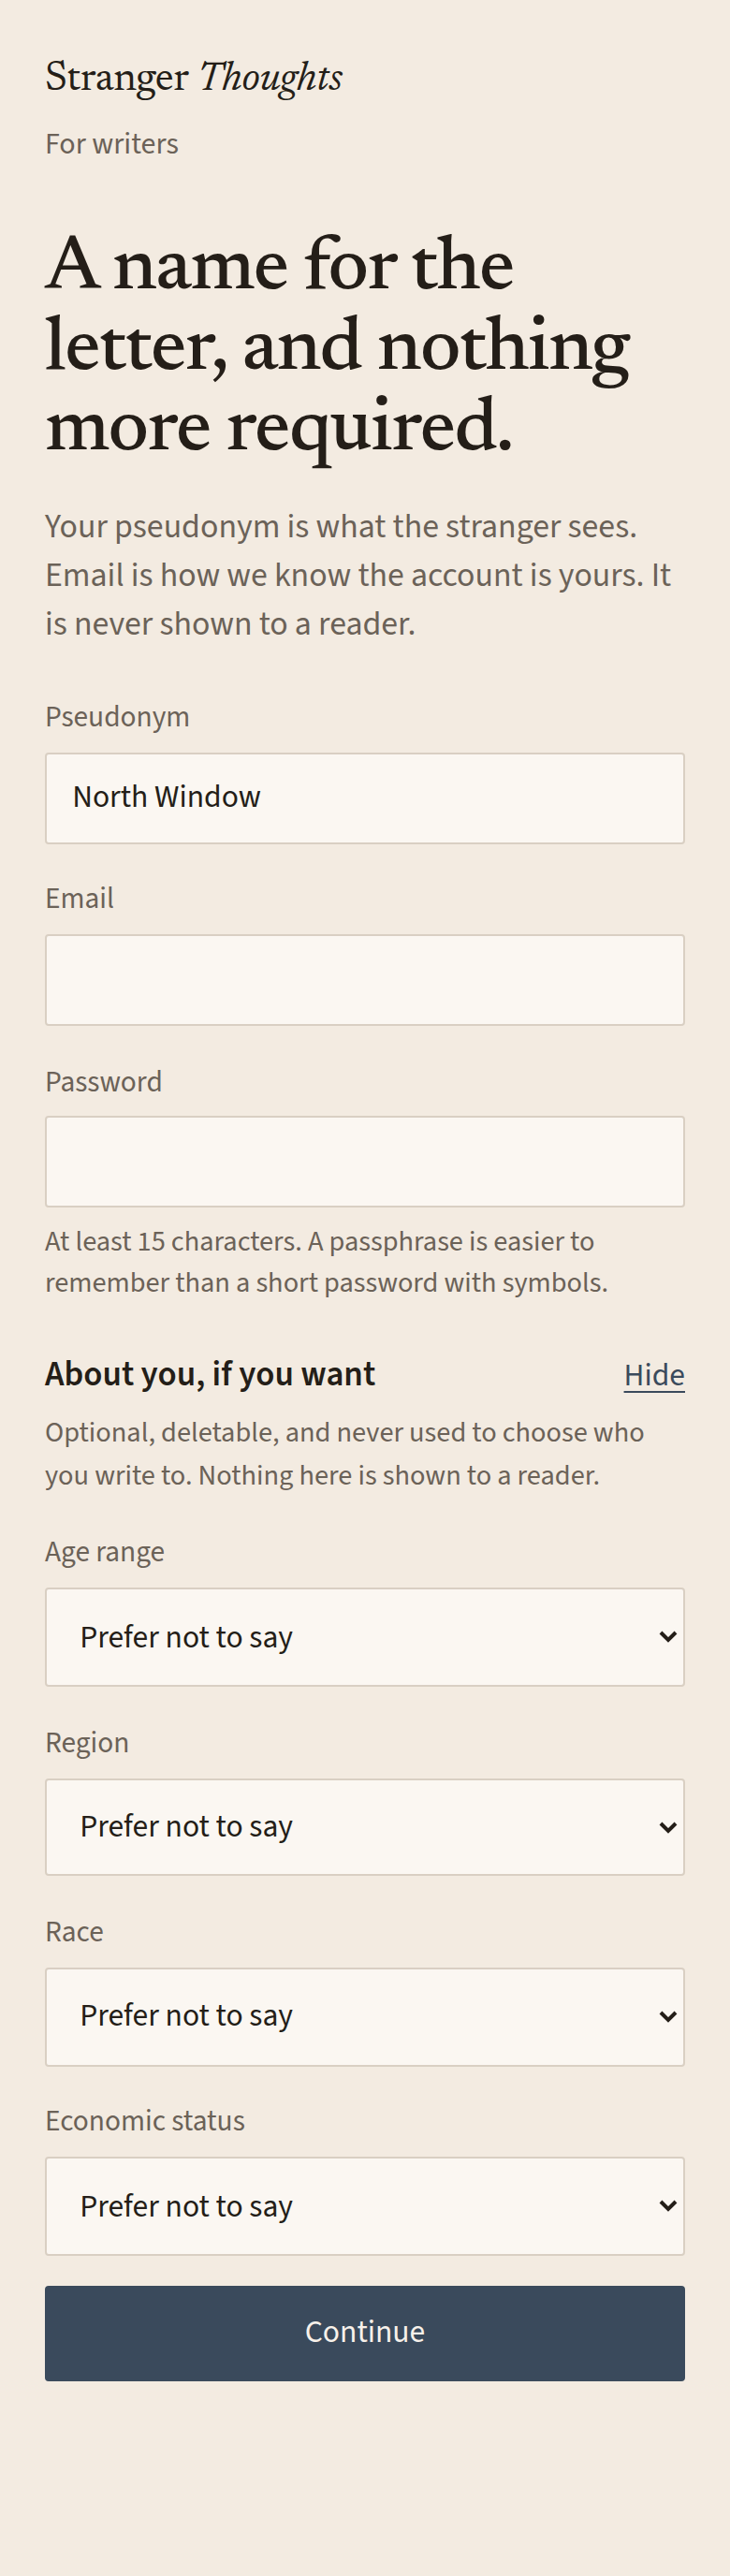 Stranger Thoughts
For writers
A name for the
letter, and nothing
more required.
Your pseudonym is what the stranger sees.
Email is how we know the account is yours. It
is never shown to a reader.
Pseudonym
North Window
Email
Password
At least 15 characters. A passphrase is easier to
remember than a short password with symbols.
About you, if you want
Hide
Optional, deletable, and never used to choose who
you write to. Nothing here is shown to a reader.
Age range
Prefer not to say
Region
Prefer not to say
Race
Prefer not to say
Economic status
Prefer not to say
Continue